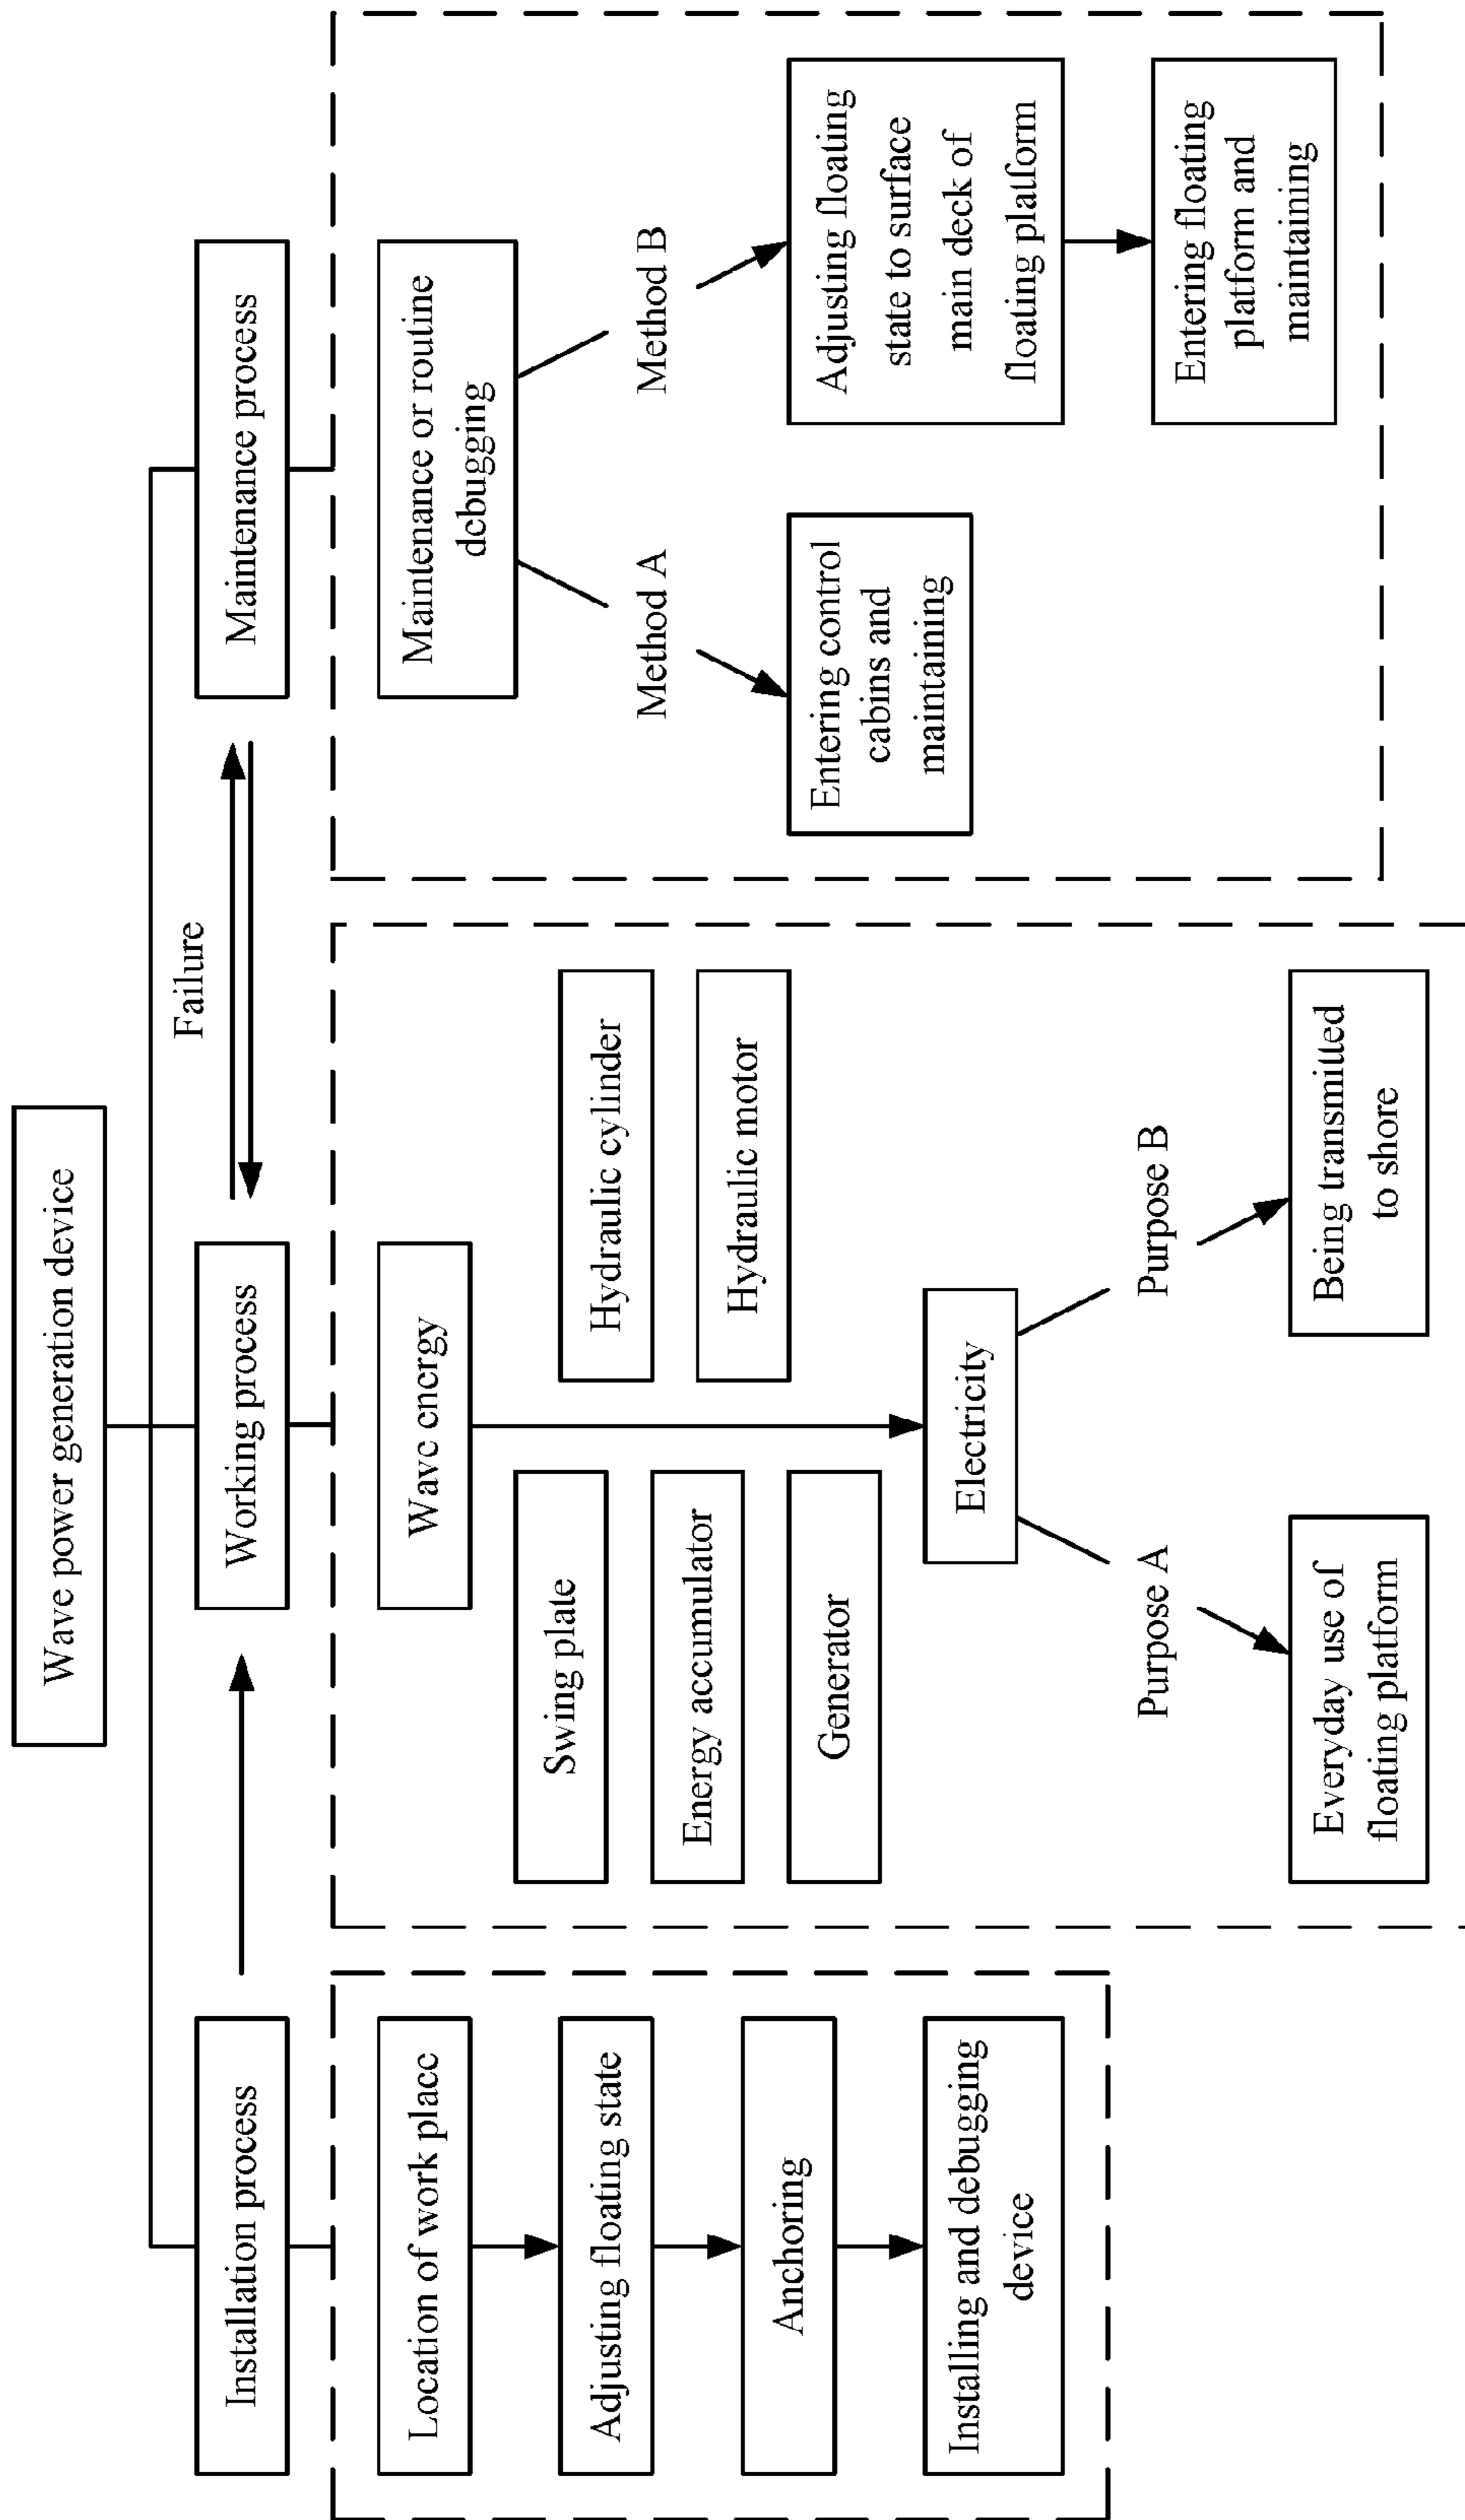 Wave power generation device
Installation process
Working process
Failure
Maintenance process
Location of work place
Adjusting floating state
Anchoring
Installing and debugging
device
Wave energy
Swing plate
Hydraulic cylinder
Energy accumulator
Hydraulic motor
Generator
Electricity
Purpose A
Purpose B
Everyday use of
floating platform
Being transmitted
to shore
Maintenance or routine
debugging
Method A
Method B
Entering control
cabins and
maintaining
Adjusting floating
state to surface
main deck of
floating platform
Entering floating
platform and
maintaining